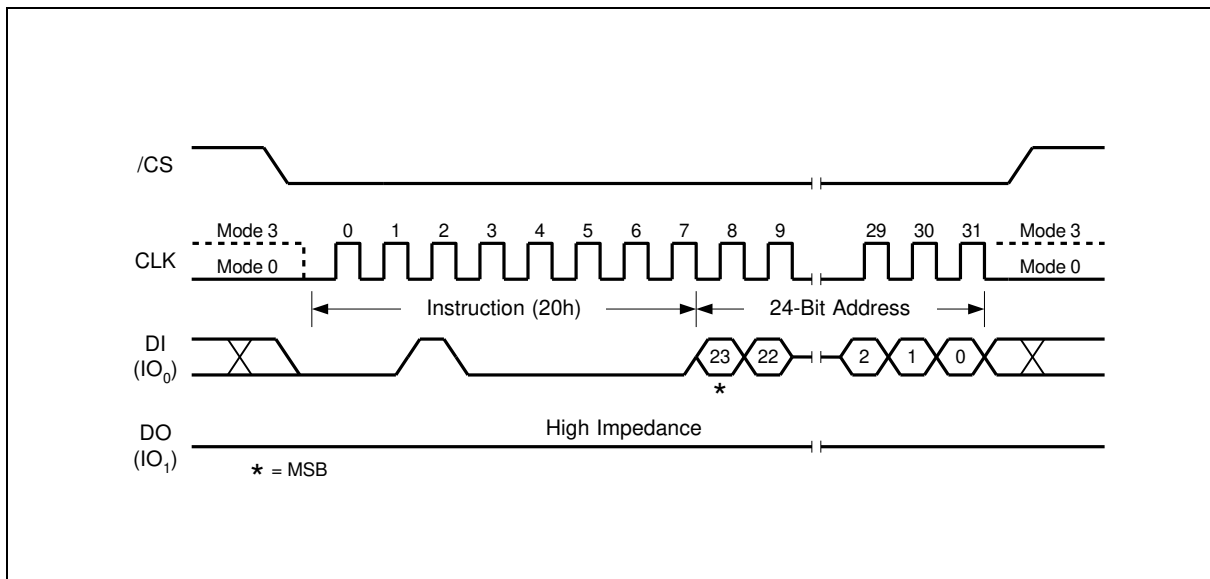 /CS
Mode 3
0 1 2 3 4 5 6 7 8 9 29 30 31
Mode 3
CLK
Mode 0
Mode 0
Instruction (20h)
24-Bit Address
DI
(IO₀)
23 22 2 1 0
*
High Impedance
DO
(IO₁)
* = MSB